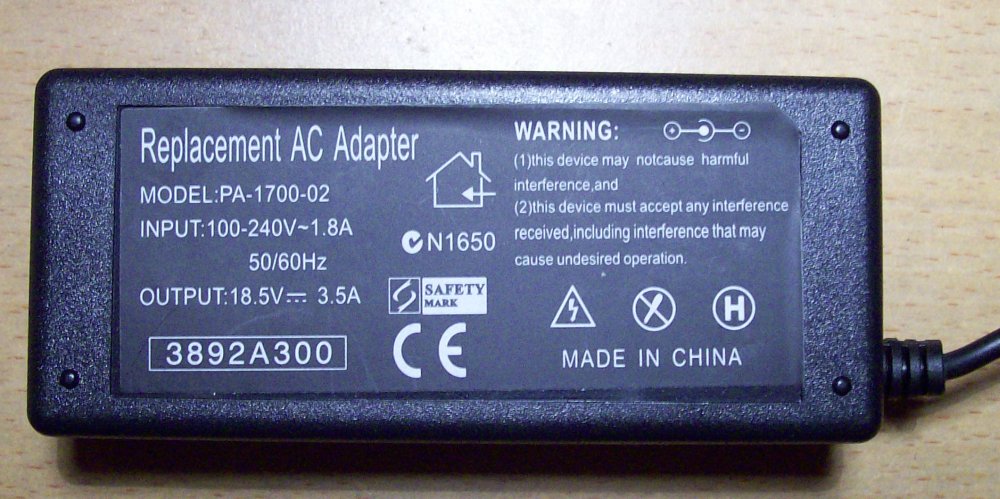 Replacement AC Adapter
MODEL:PA-1700-02
INPUT:100-240V~1.8A
50/60Hz
OUTPUT:18.5V⎓ 3.5A
3892A300
N1650
SAFETY
MARK
CE
WARNING:
(1)this device may notcause harmful
interference,and
(2)this device must accept any interference
received,including interference that may
cause undesired operation.
H
MADE IN CHINA